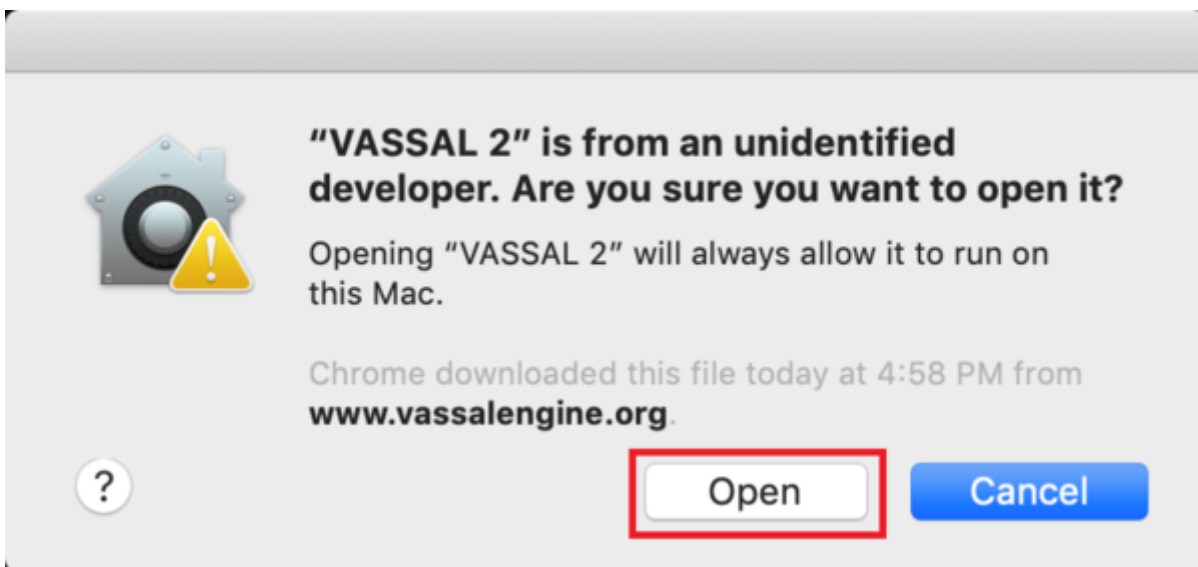 “VASSAL 2” is from an unidentified
developer. Are you sure you want to open it?
Opening “VASSAL 2” will always allow it to run on
this Mac.
Chrome downloaded this file today at 4:58 PM from
www.vassalengine.org.
? Open Cancel